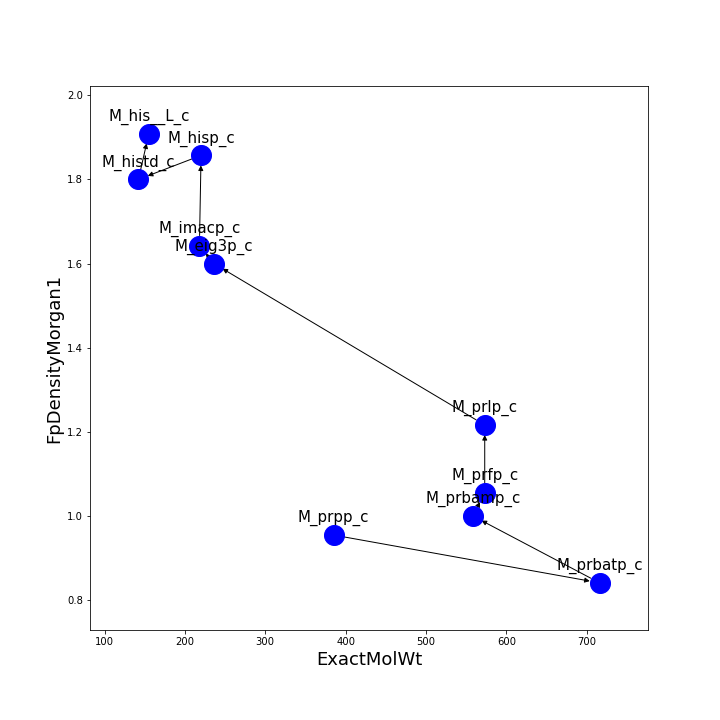 2.0
1.8
1.6
1.4
1.2
1.0
0.8
FpDensityMorgan1
M_his__L_c
M_hisp_c
M_histd_c
M_imacp_c
M_eig3p_c
M_prlp_c
M_prfp_c
M_prbamp_c
M_prpp_c
M_prbatp_c
100 200 300 400 500 600 700
ExactMolWt